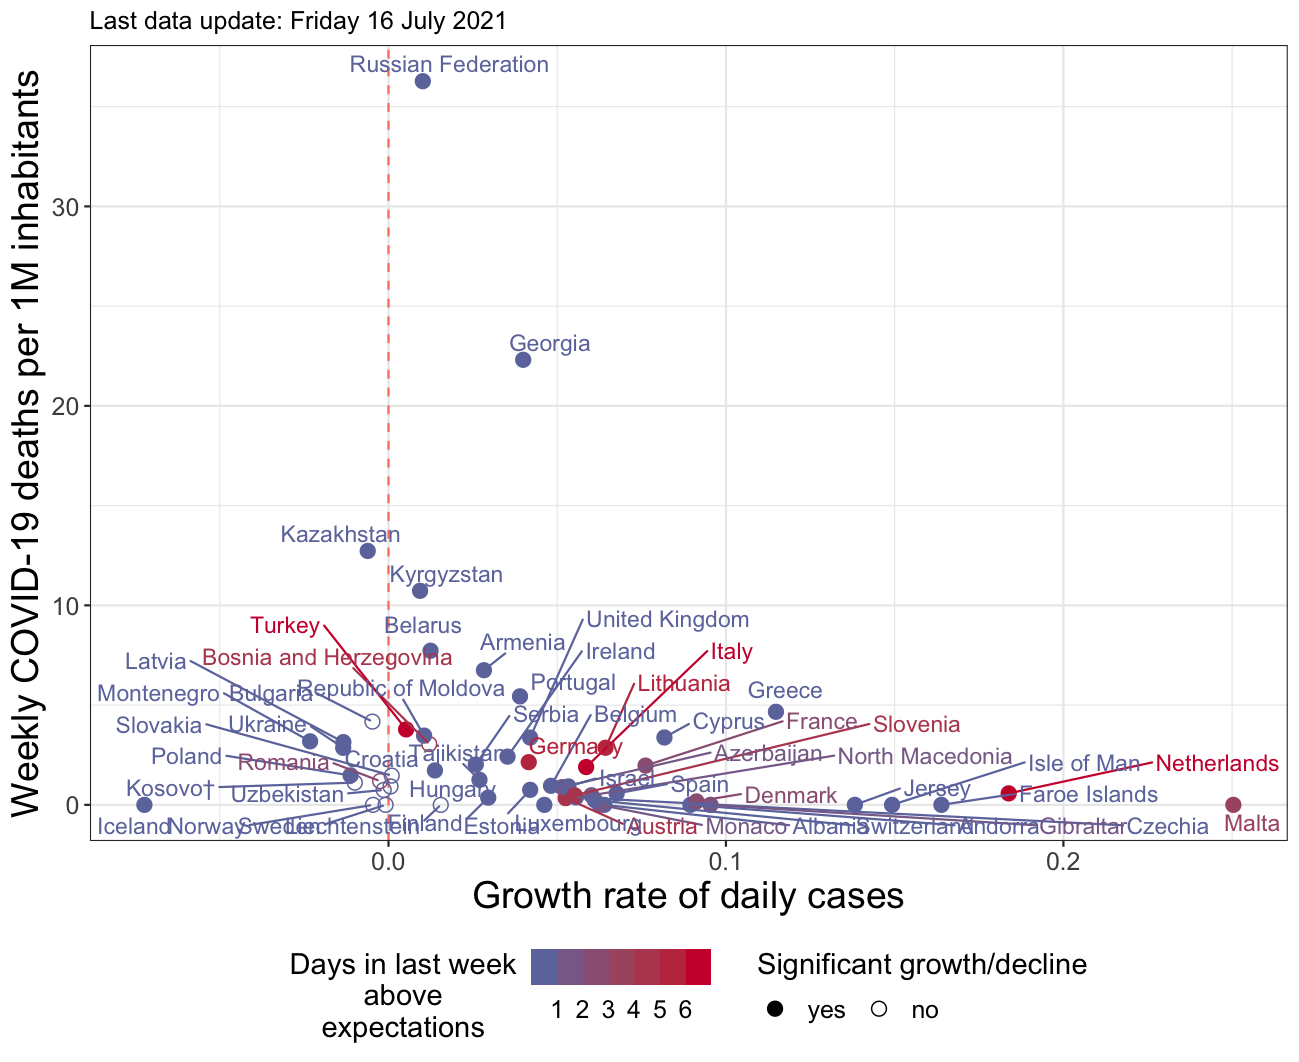 Last data update: Friday 16 July 2021
Weekly COVID-19 deaths per 1M inhabitants
30
20
10
0
Russian Federation
Georgia
Kazakhstan
Kyrgyzstan
Turkey
Belarus
United Kingdom
Armenia
Ireland
Italy
Latvia
Bosnia and Herzegovina
Montenegro
Bulgaria
Republic of Moldova
Portugal
Lithuania
Greece
Slovakia
Ukraine
Serbia
Belgium
Cyprus
France
Slovenia
Poland
Romania
Croatia
Tajikistan
Germany
Azerbaijan
North Macedonia
Isle of Man
Netherlands
Kosovo†
Uzbekistan
Hungary
Israel
Spain
Denmark
Jersey
Faroe Islands
Iceland
Norway
Sweden
Liechtenstein
Finland
Estonia
Luxembourg
Austria
Monaco
Albania
Switzerland
Andorra
Gibraltar
Czechia
Malta
0.0
0.1
0.2
Growth rate of daily cases
Days in last week
above
expectations
1 2 3 4 5 6
Significant growth/decline
yes
no